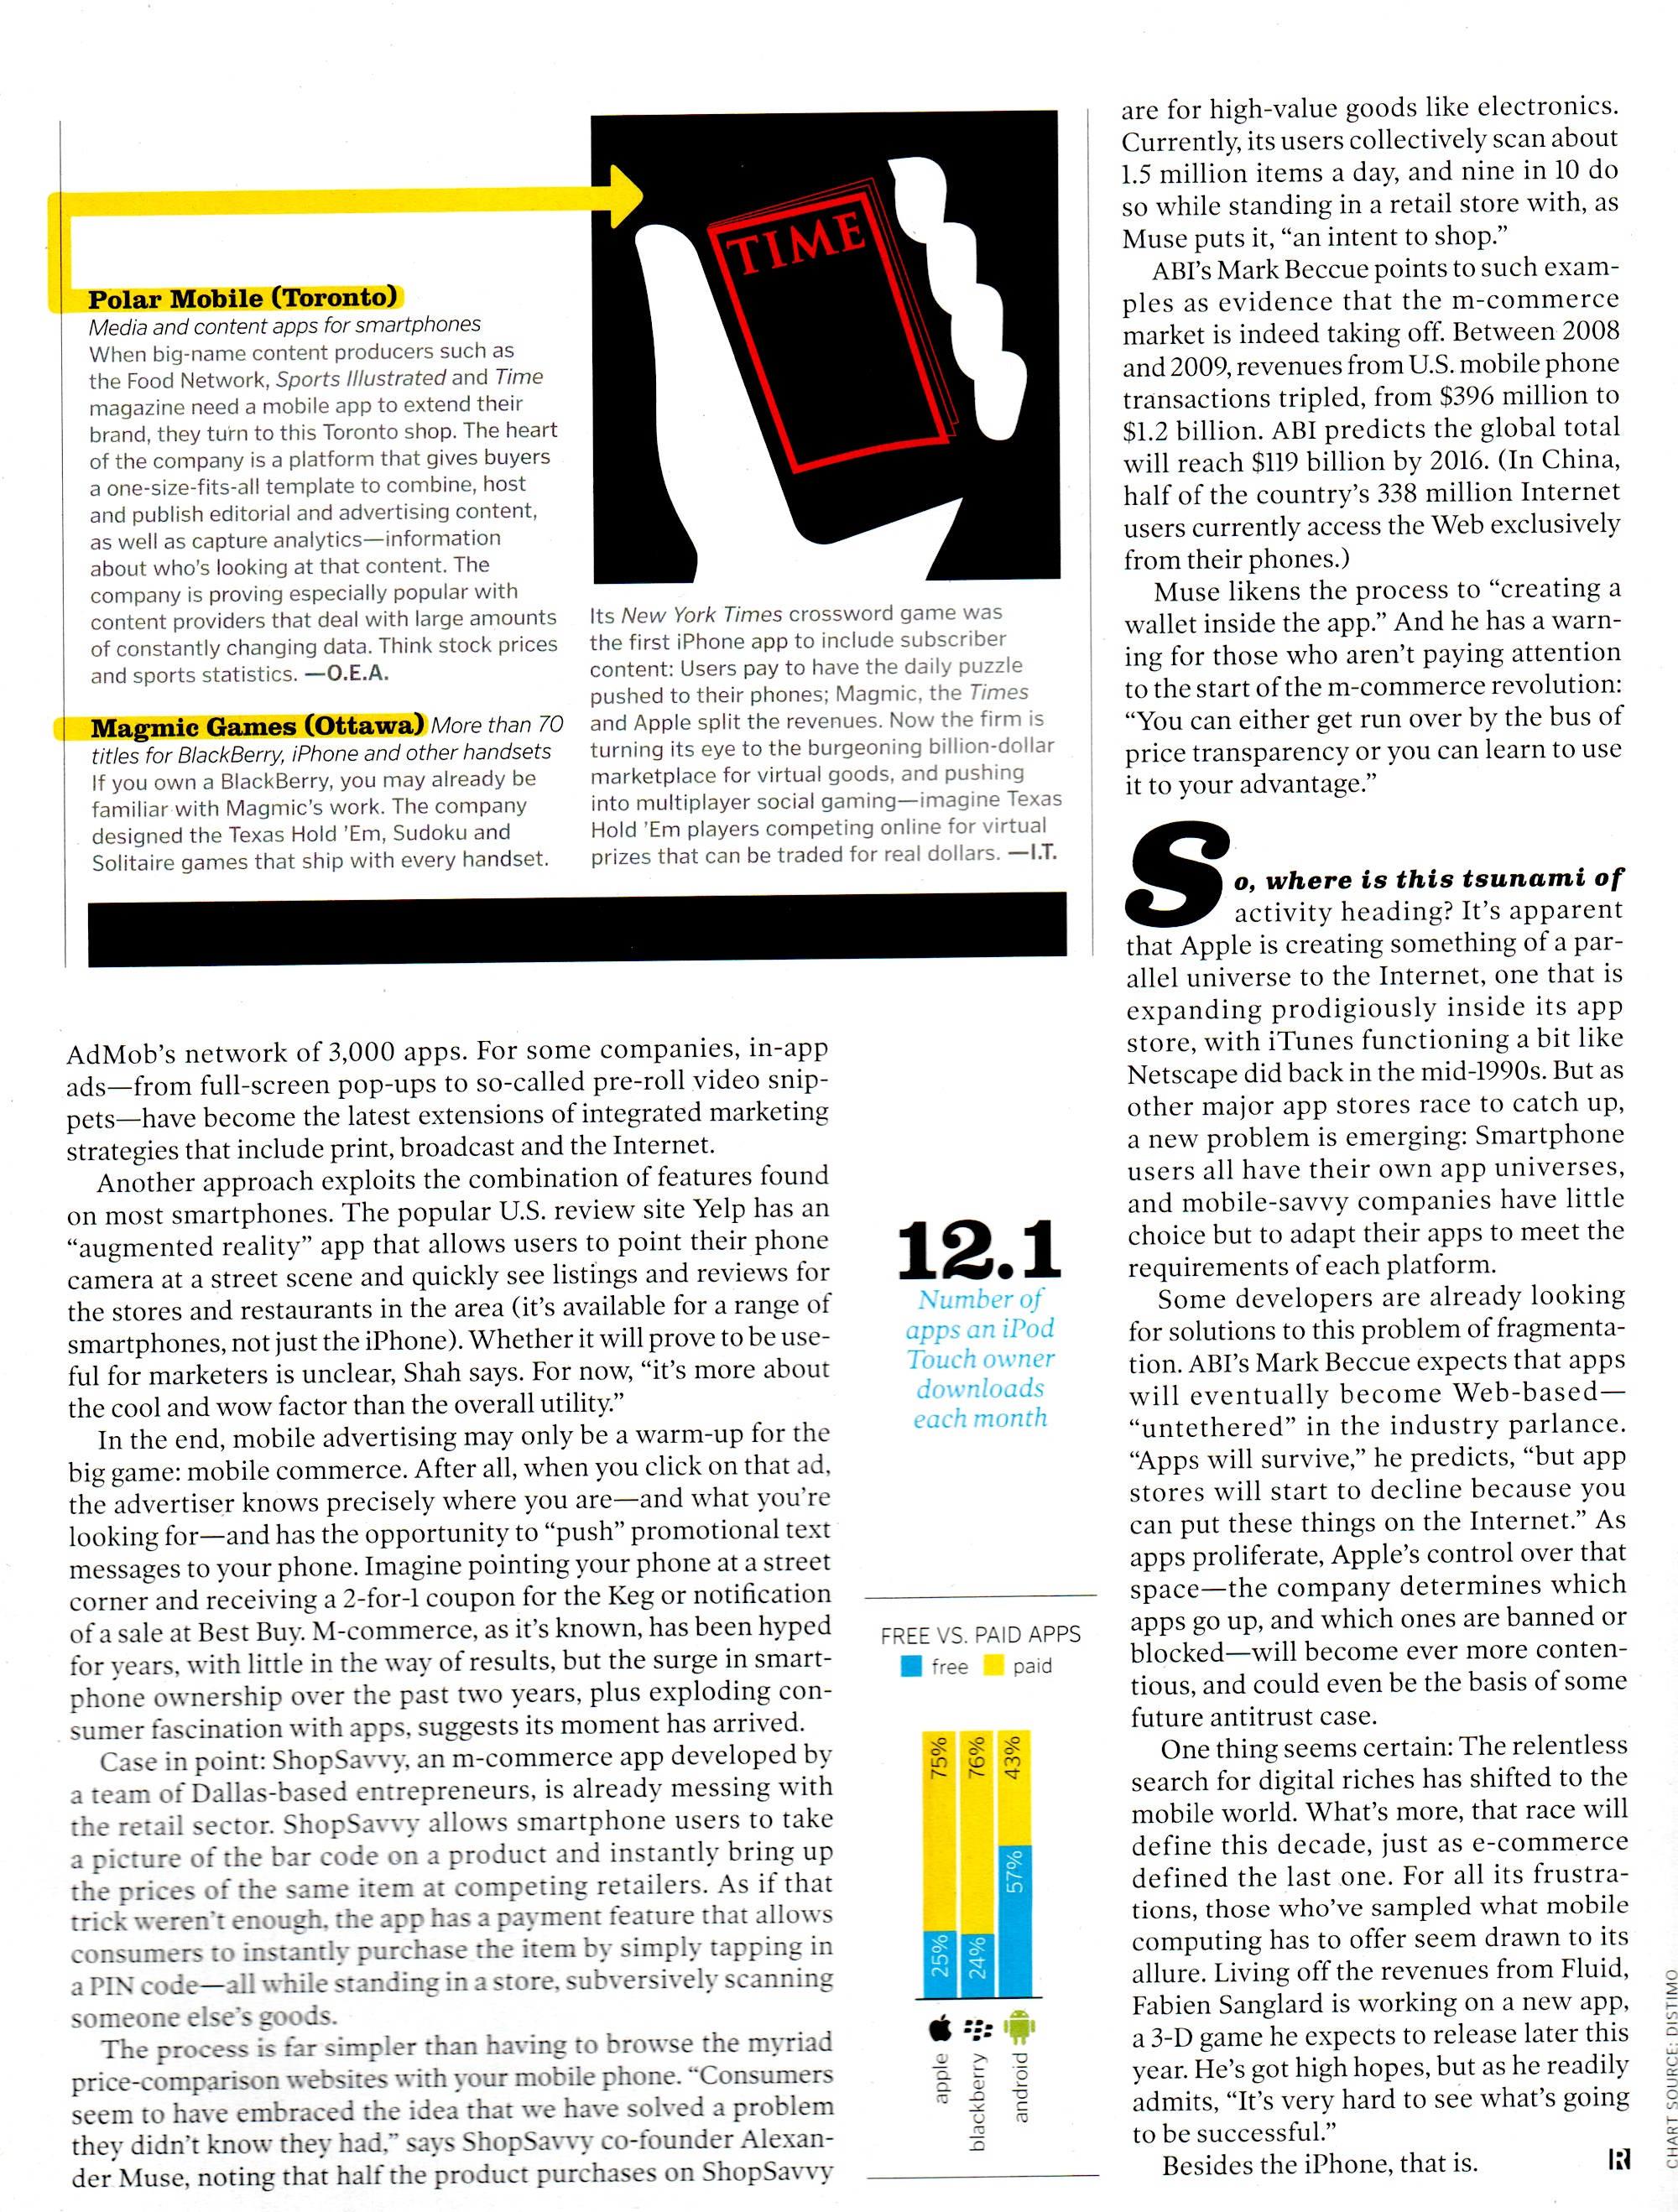 TIME
Polar Mobile (Toronto)
Media and content apps for smartphones
When big-name content producers such as
the Food Network, Sports Illustrated and Time
magazine need a mobile app to extend their
brand, they turn to this Toronto shop. The heart
of the company is a platform that gives buyers
a one-size-fits-all template to combine, host
and publish editorial and advertising content,
as well as capture analytics—information
about who's looking at that content. The
company is proving especially popular with
content providers that deal with large amounts
of constantly changing data. Think stock prices
and sports statistics. —O.E.A.
Magmic Games (Ottawa) More than 70
titles for BlackBerry, iPhone and other handsets
If you own a BlackBerry, you may already be
familiar with Magmic's work. The company
designed the Texas Hold 'Em, Sudoku and
Solitaire games that ship with every handset.
Its New York Times crossword game was
the first iPhone app to include subscriber
content: Users pay to have the daily puzzle
pushed to their phones; Magmic, the Times
and Apple split the revenues. Now the firm is
turning its eye to the burgeoning billion-dollar
marketplace for virtual goods, and pushing
into multiplayer social gaming—imagine Texas
Hold 'Em players competing online for virtual
prizes that can be traded for real dollars. —I.T.
AdMob's network of 3,000 apps. For some companies, in-app
ads—from full-screen pop-ups to so-called pre-roll video snip-
pets—have become the latest extensions of integrated marketing
strategies that include print, broadcast and the Internet.
Another approach exploits the combination of features found
on most smartphones. The popular U.S. review site Yelp has an
“augmented reality” app that allows users to point their phone
camera at a street scene and quickly see listings and reviews for
the stores and restaurants in the area (it's available for a range of
smartphones, not just the iPhone). Whether it will prove to be use-
ful for marketers is unclear, Shah says. For now, “it's more about
the cool and wow factor than the overall utility.”
In the end, mobile advertising may only be a warm-up for the
big game: mobile commerce. After all, when you click on that ad,
the advertiser knows precisely where you are—and what you're
looking for—and has the opportunity to “push” promotional text
messages to your phone. Imagine pointing your phone at a street
corner and receiving a 2-for-1 coupon for the Keg or notification
of a sale at Best Buy. M-commerce, as it's known, has been hyped
for years, with little in the way of results, but the surge in smart-
phone ownership over the past two years, plus exploding con-
sumer fascination with apps, suggests its moment has arrived.
Case in point: ShopSavvy, an m-commerce app developed by
a team of Dallas-based entrepreneurs, is already messing with
the retail sector. ShopSavvy allows smartphone users to take
a picture of the bar code on a product and instantly bring up
the prices of the same item at competing retailers. As if that
trick weren't enough, the app has a payment feature that allows
consumers to instantly purchase the item by simply tapping in
a PIN code—all while standing in a store, subversively scanning
someone else's goods.
The process is far simpler than having to browse the myriad
price-comparison websites with your mobile phone. “Consumers
seem to have embraced the idea that we have solved a problem
they didn't know they had,” says ShopSavvy co-founder Alexan-
der Muse, noting that half the product purchases on ShopSavvy
12.1
Number of
apps an iPod
Touch owner
downloads
each month
FREE VS. PAID APPS
free paid
75% 76% 43%
25% 24% 57%
apple blackberry android
are for high-value goods like electronics.
Currently, its users collectively scan about
1.5 million items a day, and nine in 10 do
so while standing in a retail store with, as
Muse puts it, “an intent to shop.”
ABI's Mark Beccue points to such exam-
ples as evidence that the m-commerce
market is indeed taking off. Between 2008
and 2009, revenues from U.S. mobile phone
transactions tripled, from $396 million to
$1.2 billion. ABI predicts the global total
will reach $119 billion by 2016. (In China,
half of the country's 338 million Internet
users currently access the Web exclusively
from their phones.)
Muse likens the process to “creating a
wallet inside the app.” And he has a warn-
ing for those who aren't paying attention
to the start of the m-commerce revolution:
“You can either get run over by the bus of
price transparency or you can learn to use
it to your advantage.”
So, where is this tsunami of
activity heading? It's apparent
that Apple is creating something of a par-
allel universe to the Internet, one that is
expanding prodigiously inside its app
store, with iTunes functioning a bit like
Netscape did back in the mid-1990s. But as
other major app stores race to catch up,
a new problem is emerging: Smartphone
users all have their own app universes,
and mobile-savvy companies have little
choice but to adapt their apps to meet the
requirements of each platform.
Some developers are already looking
for solutions to this problem of fragmenta-
tion. ABI's Mark Beccue expects that apps
will eventually become Web-based—
“untethered” in the industry parlance.
“Apps will survive,” he predicts, “but app
stores will start to decline because you
can put these things on the Internet.” As
apps proliferate, Apple's control over that
space—the company determines which
apps go up, and which ones are banned or
blocked—will become ever more conten-
tious, and could even be the basis of some
future antitrust case.
One thing seems certain: The relentless
search for digital riches has shifted to the
mobile world. What's more, that race will
define this decade, just as e-commerce
defined the last one. For all its frustra-
tions, those who've sampled what mobile
computing has to offer seem drawn to its
allure. Living off the revenues from Fluid,
Fabien Sanglard is working on a new app,
a 3-D game he expects to release later this
year. He's got high hopes, but as he readily
admits, “It's very hard to see what's going
to be successful.”
Besides the iPhone, that is.
R
CHART SOURCE: DISTIMO